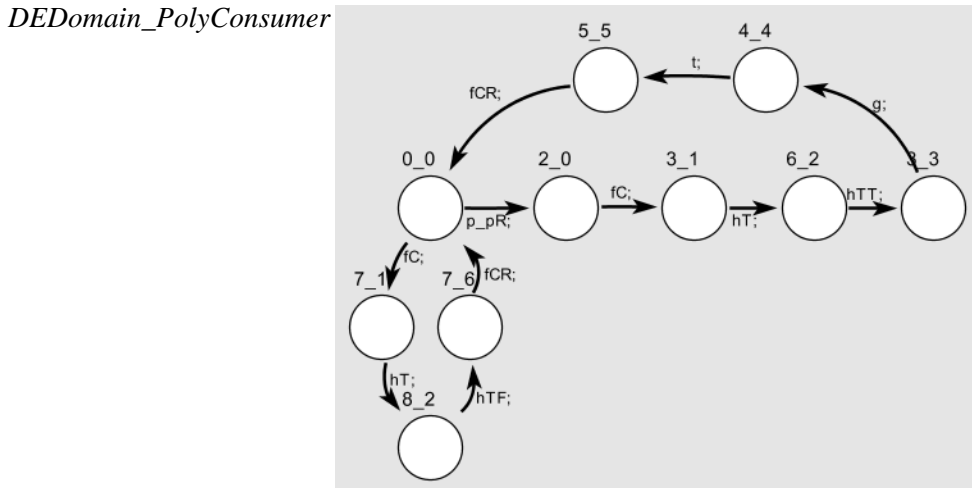 DEDomain_PolyConsumer
5_5
4_4
t;
fCR;
g;
0_0
2_0
3_1
6_2
3_3
fC;
hTT;
p_pR;
hT;
fC;
7_1
7_6
fCR;
hT;
8_2
hTF;